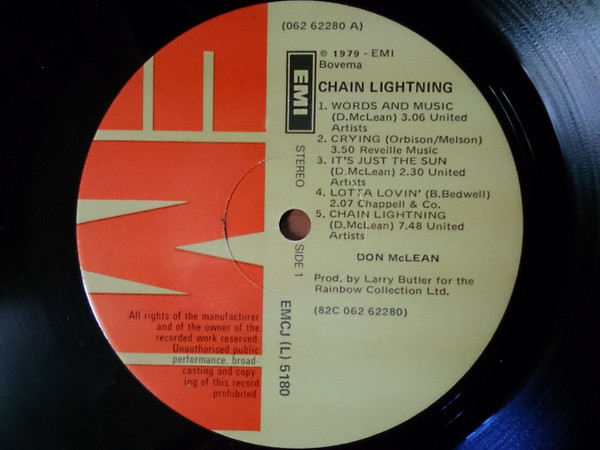 (062 62280 A)
℗ 1979 - EMI
Bovema
EMI
CHAIN LIGHTNING
1. WORDS AND MUSIC
(D.McLean) 3.06 United
Artists
2. CRYING (Orbison/Melson)
3.50 Reveille Music
3. IT'S JUST THE SUN
(D.McLean) 2.30 United
Artists
4. LOTTA LOVIN' (B.Bedwell)
2.07 Chappell & Co.
5. CHAIN LIGHTNING
(D.McLean) 7.48 United
Artists
DON McLEAN
Prod. by Larry Butler for the
Rainbow Collection Ltd.
(82C 062 62280)
STEREO
SIDE 1
EMCJ (L) 5180
All rights of the manufacturer
and of the owner of the
recorded work reserved.
Unauthorised public
performance, broad-
casting and copy-
ing of this record
prohibited.
EMI